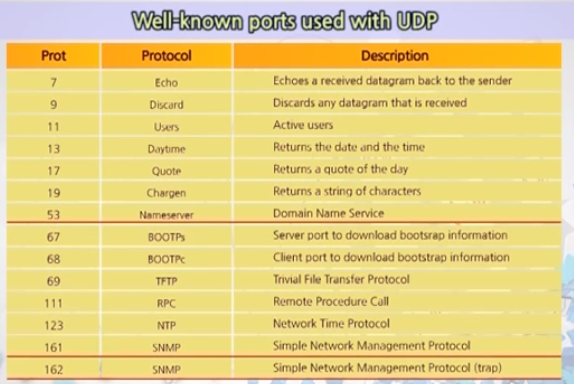 Well-known ports used with UDP
Prot Protocol Description
7 Echo Echoes a received datagram back to the sender
9 Discard Discards any datagram that is received
11 Users Active users
13 Daytime Returns the date and the time
17 Quote Returns a quote of the day
19 Chargen Returns a string of characters
53 Nameserver Domain Name Service
67 BOOTPs Server port to download bootsrap information
68 BOOTPc Client port to download bootstrap information
69 TFTP Trivial File Transfer Protocol
111 RPC Remote Procedure Call
123 NTP Network Time Protocol
161 SNMP Simple Network Management Protocol
162 SNMP Simple Network Management Protocol (trap)